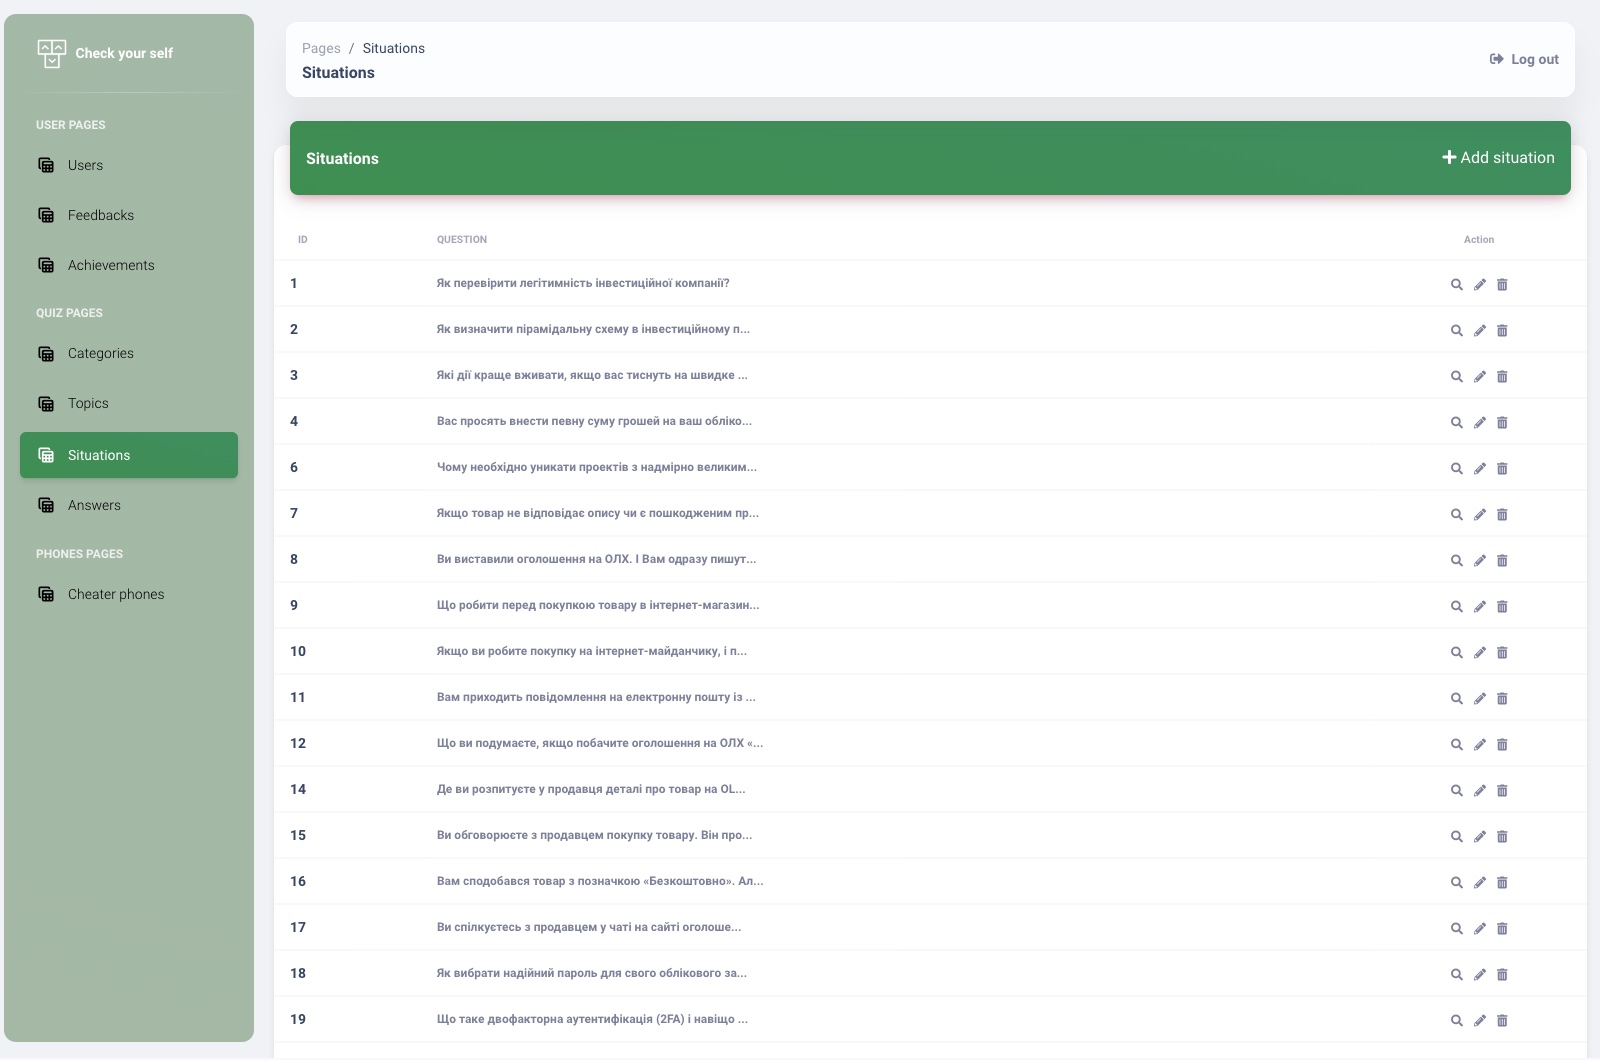 Check your self
USER PAGES
Users
Feedbacks
Achievements
QUIZ PAGES
Categories
Topics
Situations
Answers
PHONES PAGES
Cheater phones
Pages / Situations
Situations
Log out
Situations
Add situation
ID QUESTION Action
1 Як перевірити легітимність інвестиційної компанії?
2 Як визначити пірамідальну схему в інвестиційному п...
3 Які дії краще вживати, якщо вас тиснуть на швидке ...
4 Вас просять внести певну суму грошей на ваш обліко...
6 Чому необхідно уникати проектів з надмірно великим...
7 Якщо товар не відповідає опису чи є пошкодженим пр...
8 Ви виставили оголошення на ОЛХ. І Вам одразу пишут...
9 Що робити перед покупкою товару в інтернет-магазин...
10 Якщо ви робите покупку на інтернет-майданчику, і п...
11 Вам приходить повідомлення на електронну пошту із ...
12 Що ви подумаєте, якщо побачите оголошення на ОЛХ «...
14 Де ви розпитуєте у продавця деталі про товар на OL...
15 Ви обговорюєте з продавцем покупку товару. Він про...
16 Вам сподобався товар з позначкою «Безкоштовно». Ал...
17 Ви спілкуєтесь з продавцем у чаті на сайті оголоше...
18 Як вибрати надійний пароль для свого облікового за...
19 Що таке двофакторна аутентифікація (2FA) і навіщо ...